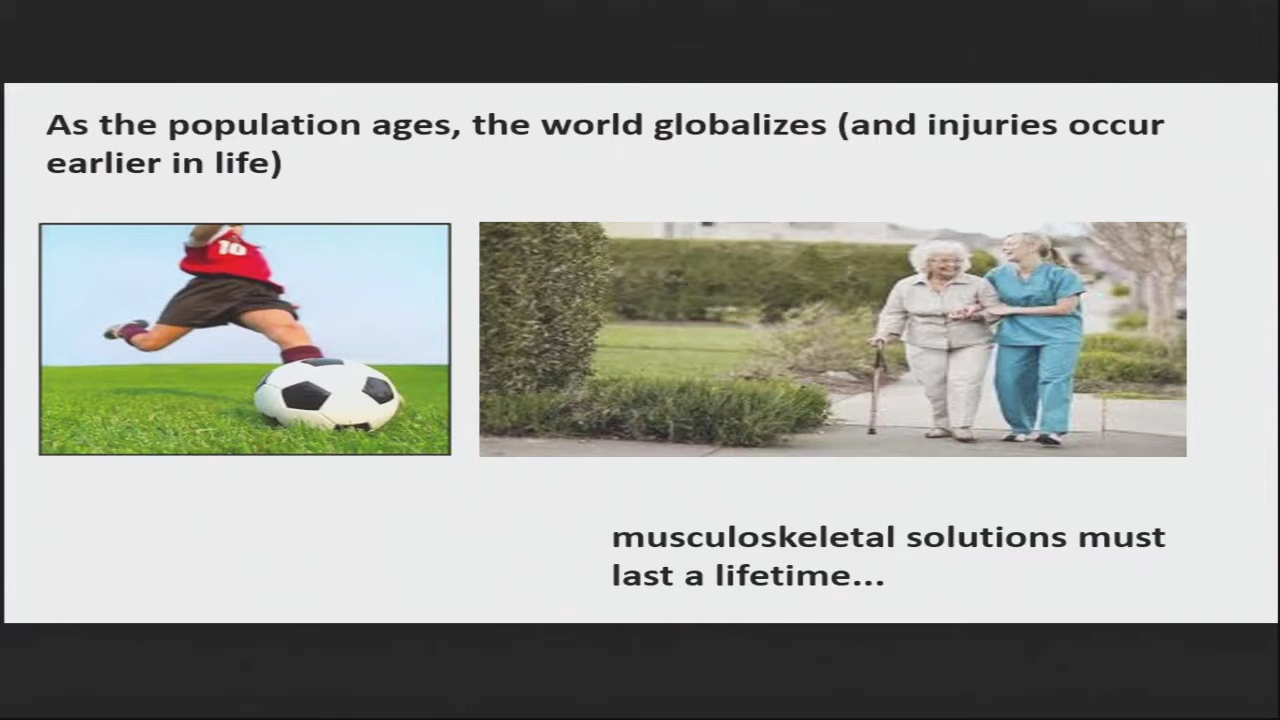 As the population ages, the world globalizes (and injuries occur
earlier in life)
10
musculoskeletal solutions must
last a lifetime...